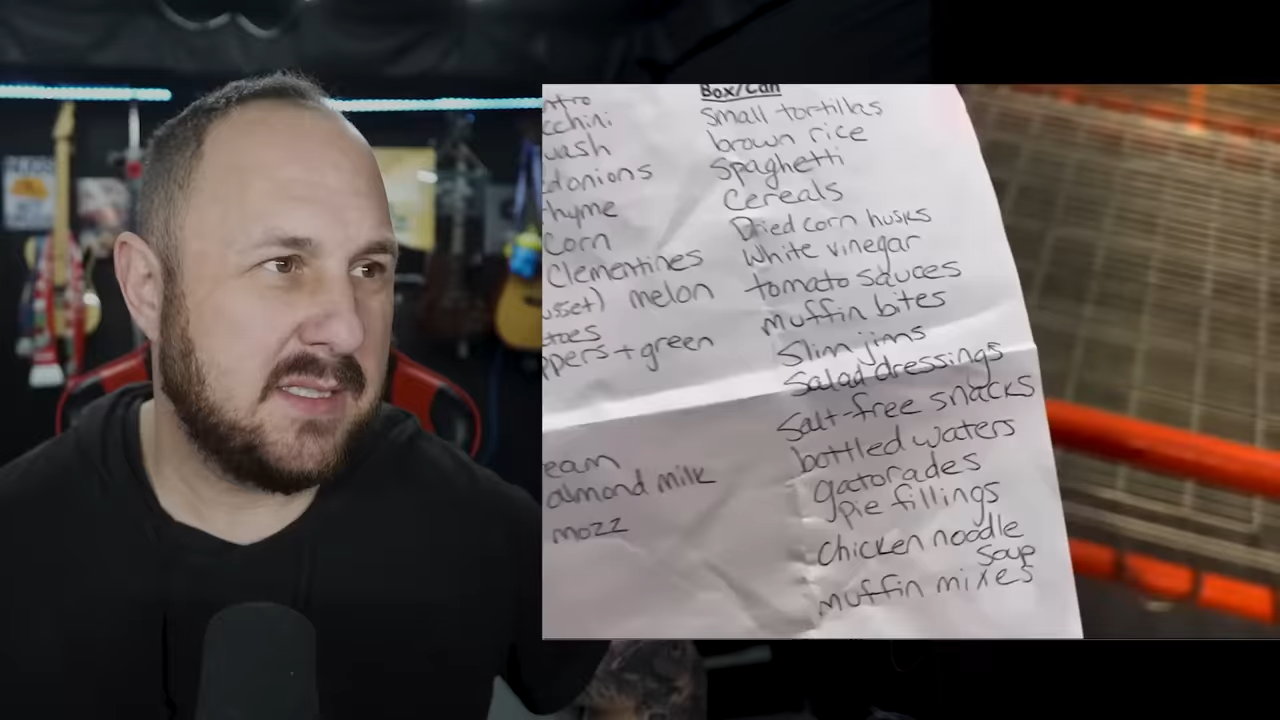 Box/Can
ntro
cchini
uash
donions
hyme
Corn
Clementines
usset) melon
toes
ppers + green
eam
almond milk
mozz
Small tortillas
brown rice
Spaghetti
Cereals
Dried corn husks
White vinegar
tomato sauces
muffin bites
Slim jims
Salad dressings
Salt-free snacks
bottled waters
gatorades
pie fillings
Chicken noodle
Soup
muffin mixes